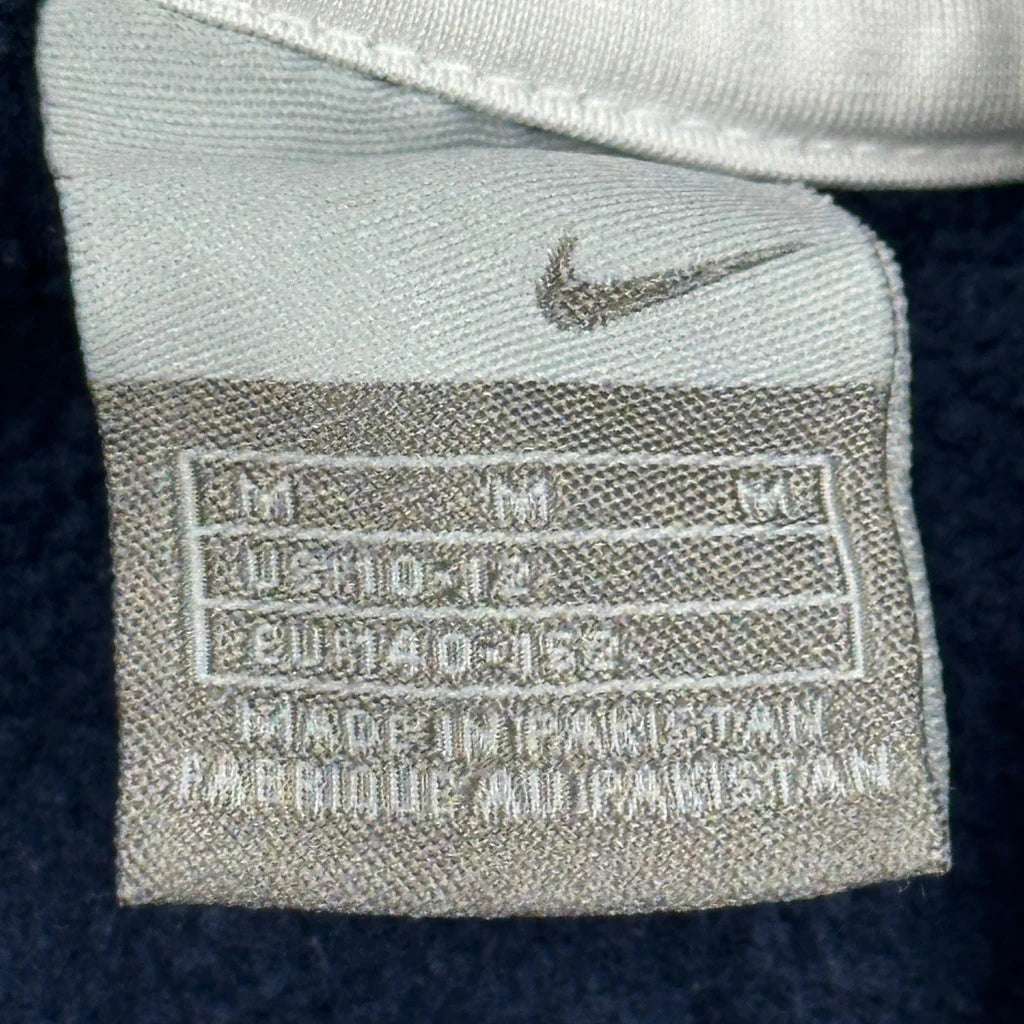 M M M
US:10-12
EU:140-152
MADE IN PAKISTAN
FABRIQUE AU PAKISTAN